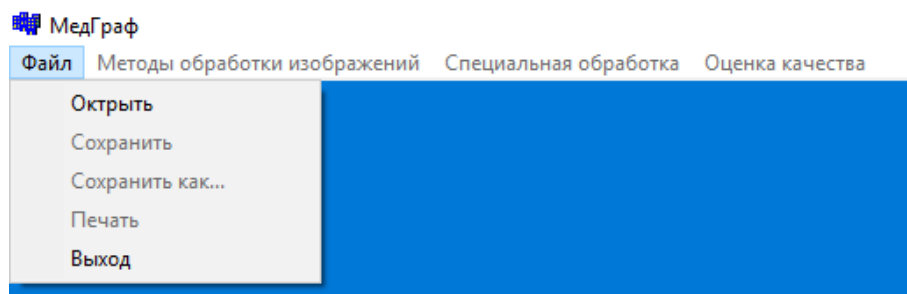 МедГраф
Файл Методы обработки изображений Специальная обработка Оценка качества
Октрыть
Сохранить
Сохранить как...
Печать
Выход